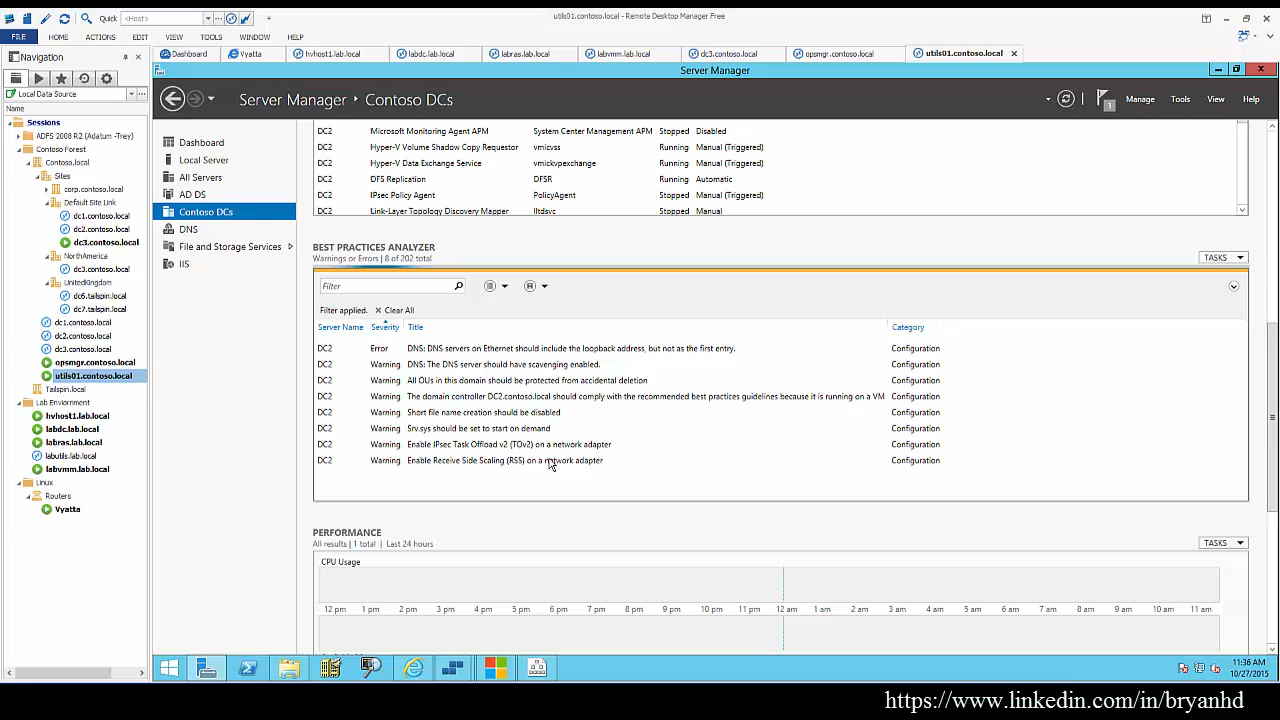 utils01.contoso.local - Remote Desktop Manager Free
Quick <Host>
FILE HOME ACTIONS EDIT VIEW TOOLS WINDOW HELP
Navigation
Dashboard Vyatta hvhost1.lab.local labdc.lab.local labras.lab.local labvmm.lab.local dc3.contoso.local opsmgr.contoso.local utils01.contoso.local
Server Manager
Local Data Source
Name
Sessions
ADFS 2008 R2 (Adatum -Trey)
Contoso Forest
Contoso.local
Sites
corp.contoso.local
Default Site Link
dc1.contoso.local
dc2.contoso.local
dc3.contoso.local
NorthAmerica
dc3.contoso.local
UnitedKingdom
dc6.tailspin.local
dc7.tailspin.local
dc1.contoso.local
dc2.contoso.local
dc3.contoso.local
opsmgr.contoso.local
utils01.contoso.local
Tailspin.local
Lab Enviornment
hvhost1.lab.local
labdc.lab.local
labras.lab.local
labutils.lab.local
labvmm.lab.local
Linux
Routers
Vyatta
Server Manager Contoso DCs
1 Manage Tools View Help
Dashboard
Local Server
All Servers
AD DS
Contoso DCs
DNS
File and Storage Services
IIS
DC2 Microsoft Monitoring Agent APM System Center Management APM Stopped Disabled
DC2 Hyper-V Volume Shadow Copy Requestor vmicvss Running Manual (Triggered)
DC2 Hyper-V Data Exchange Service vmickvpexchange Running Manual (Triggered)
DC2 DFS Replication DFSR Running Automatic
DC2 IPsec Policy Agent PolicyAgent Stopped Manual (Triggered)
DC2 Link-Layer Topology Discovery Mapper lltdsvc Stopped Manual
BEST PRACTICES ANALYZER
Warnings or Errors | 8 of 202 total
TASKS
Filter
Filter applied. Clear All
Server Name Severity Title Category
DC2 Error DNS: DNS servers on Ethernet should include the loopback address, but not as the first entry. Configuration
DC2 Warning DNS: The DNS server should have scavenging enabled. Configuration
DC2 Warning All OUs in this domain should be protected from accidental deletion Configuration
DC2 Warning The domain controller DC2.contoso.local should comply with the recommended best practices guidelines because it is running on a VM Configuration
DC2 Warning Short file name creation should be disabled Configuration
DC2 Warning Srv.sys should be set to start on demand Configuration
DC2 Warning Enable IPsec Task Offload v2 (TOv2) on a network adapter Configuration
DC2 Warning Enable Receive Side Scaling (RSS) on a network adapter Configuration
PERFORMANCE
All results | 1 total | Last 24 hours
TASKS
CPU Usage
12 pm 1 pm 2 pm 3 pm 4 pm 5 pm 6 pm 7 pm 8 pm 9 pm 10 pm 11 pm 12 am 1 am 2 am 3 am 4 am 5 am 6 am 7 am 8 am 9 am 10 am 11 am
11:36 AM
10/27/2015
https://www.linkedin.com/in/bryanhd